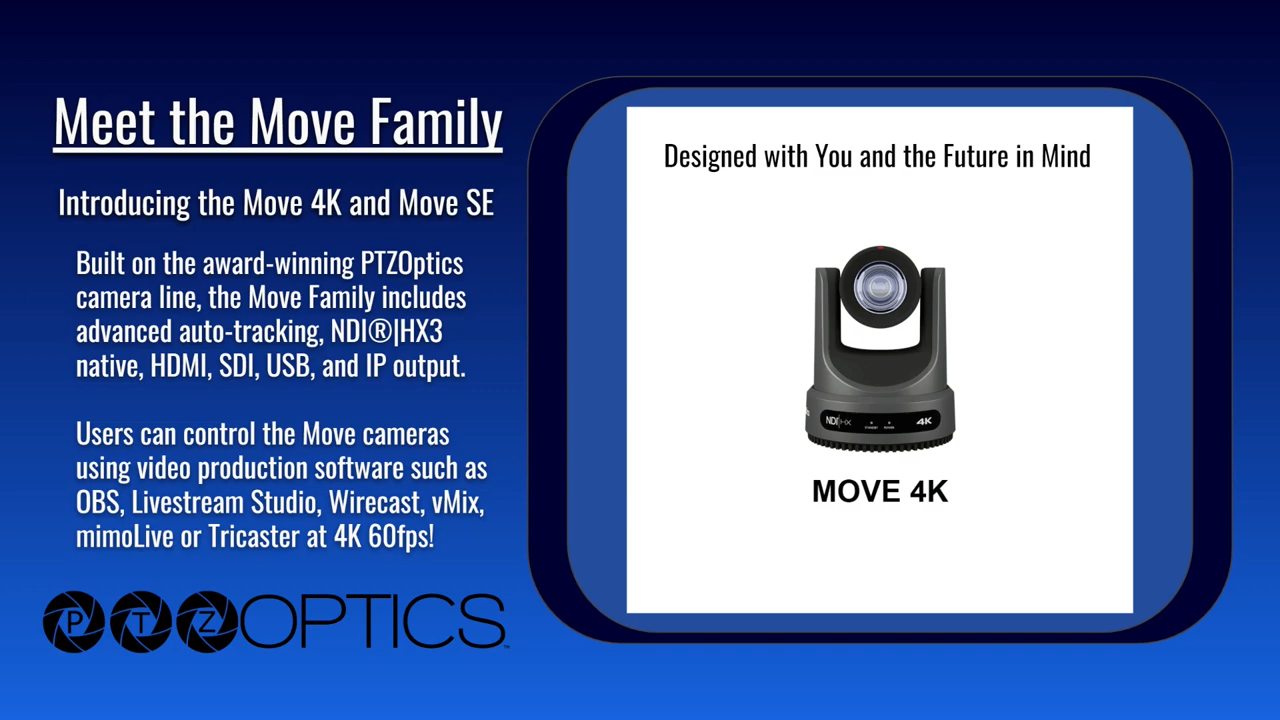 Meet the Move Family
Introducing the Move 4K and Move SE
Built on the award-winning PTZOptics
camera line, the Move Family includes
advanced auto-tracking, NDI®|HX3
native, HDMI, SDI, USB, and IP output.
Users can control the Move cameras
using video production software such as
OBS, Livestream Studio, Wirecast, vMix,
mimoLive or Tricaster at 4K 60fps!
PTZOPTICS™
Designed with You and the Future in Mind
NDI|HX
STANDBY POWER
4K
MOVE 4K